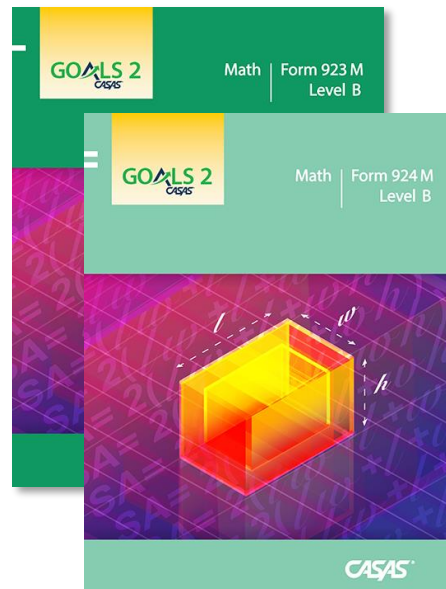 GOALS 2
CASAS
Math | Form 923 M
Level B
GOALS 2
CASAS
Math | Form 924 M
Level B
l
w
h
CASAS